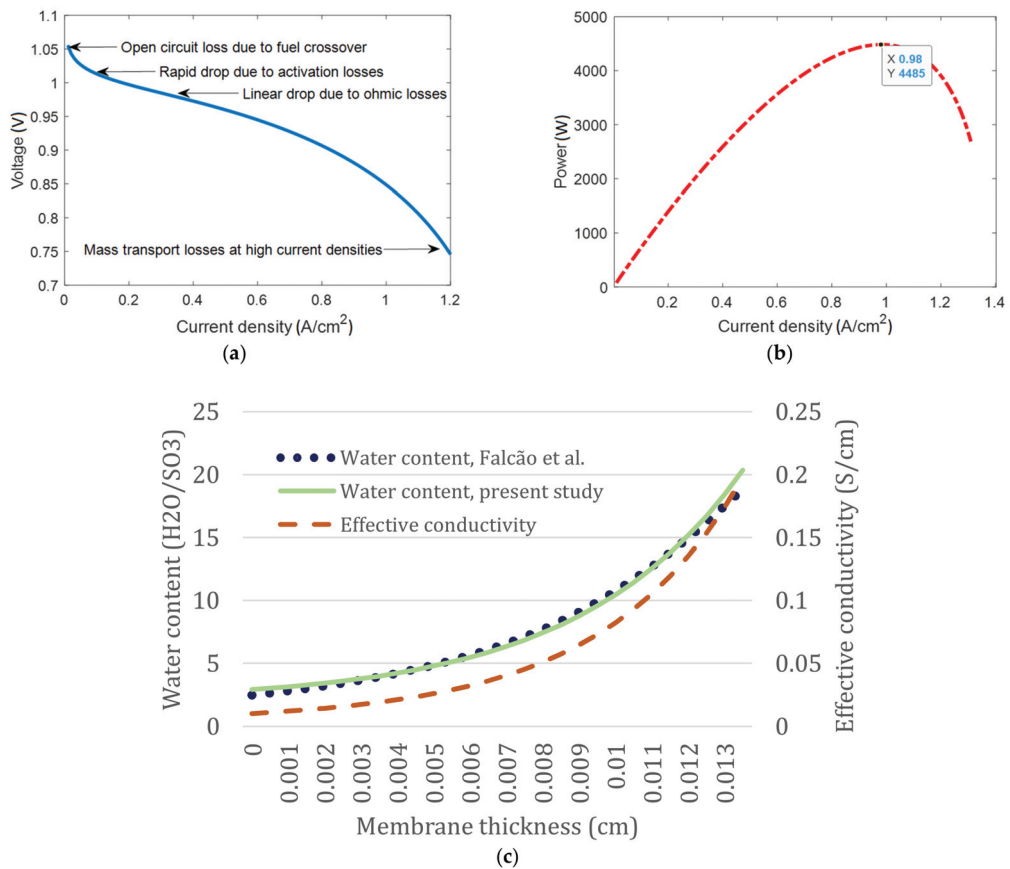 1.1
1.05
1
0.95
0.9
0.85
0.8
0.75
0.7
Voltage (V)
Open circuit loss due to fuel crossover
Rapid drop due to activation losses
Linear drop due to ohmic losses
Mass transport losses at high current densities
0 0.2 0.4 0.6 0.8 1 1.2
Current density (A/cm2)
(a)
5000
4000
3000
2000
1000
0
Power (W)
X 0.98
Y 4485
0.2 0.4 0.6 0.8 1 1.2 1.4
Current density (A/cm2)
(b)
25
20
15
10
5
0
Water content (H2O/SO3)
Water content, Falcão et al.
Water content, present study
Effective conductivity
0.25
0.2
0.15
0.1
0.05
0
Effective conductivity (S/cm)
0 0.001 0.002 0.003 0.004 0.005 0.006 0.007 0.008 0.009 0.01 0.011 0.012 0.013
Membrane thickness (cm)
(c)